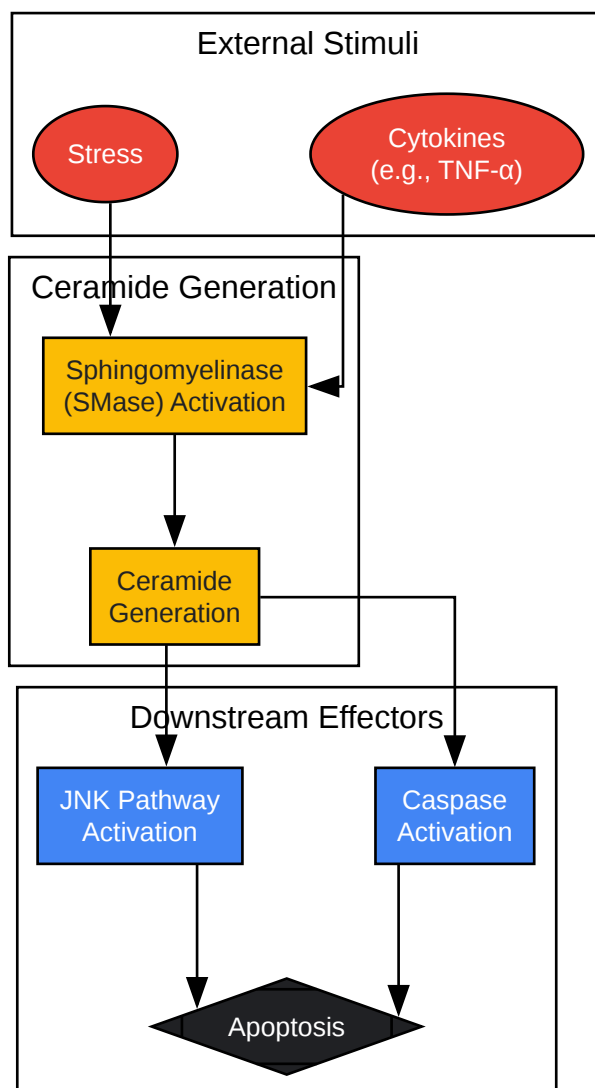 External Stimuli
Stress
Cytokines
(e.g., TNF-α)
Ceramide Generation
Sphingomyelinase
(SMase) Activation
Ceramide
Generation
Downstream Effectors
JNK Pathway
Activation
Caspase
Activation
Apoptosis